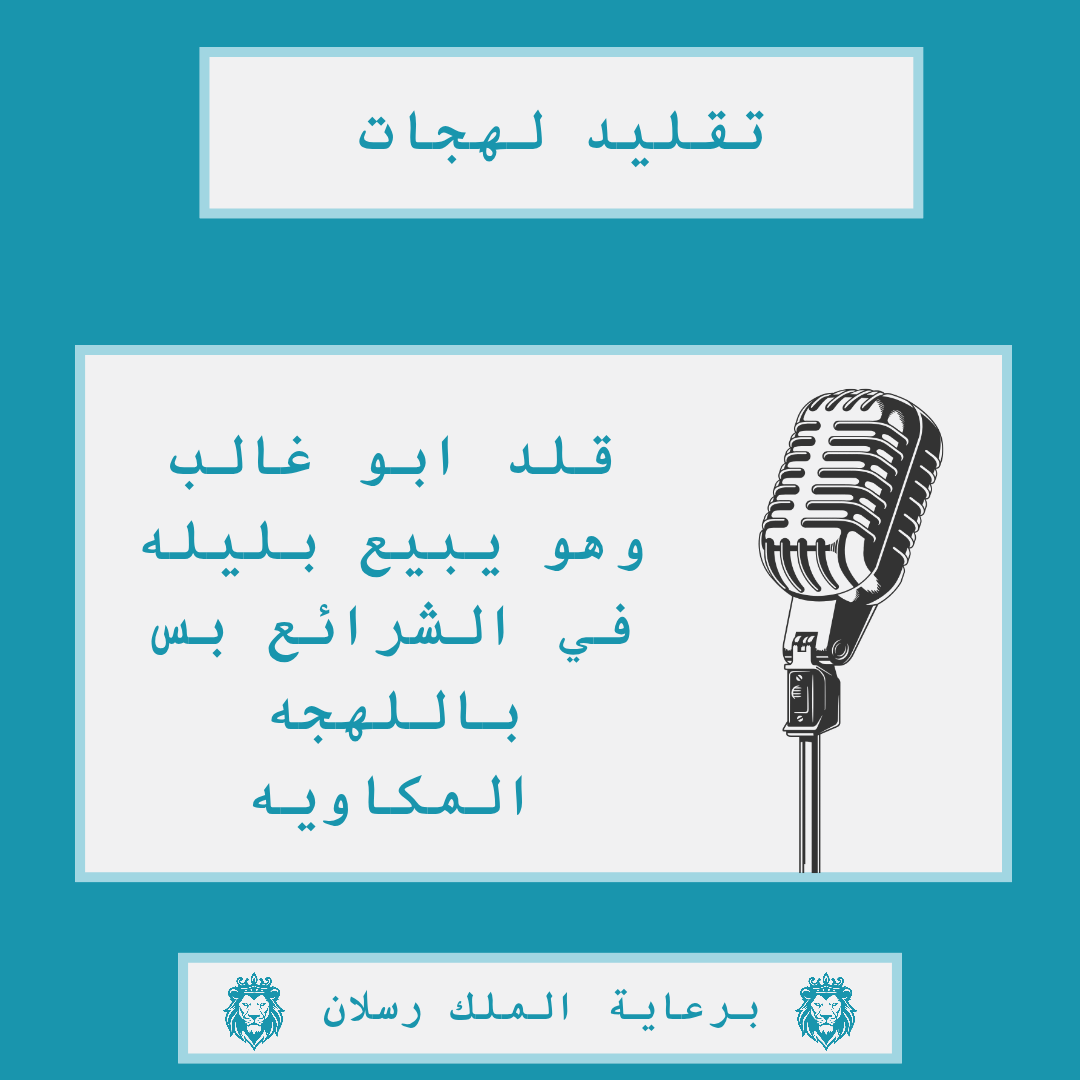 تقليد لهجات
قلد ابو غالب
وهو يبيع بليله
في الشرائع بس
باللهجه
المكاويه
برعاية الملك رسلان